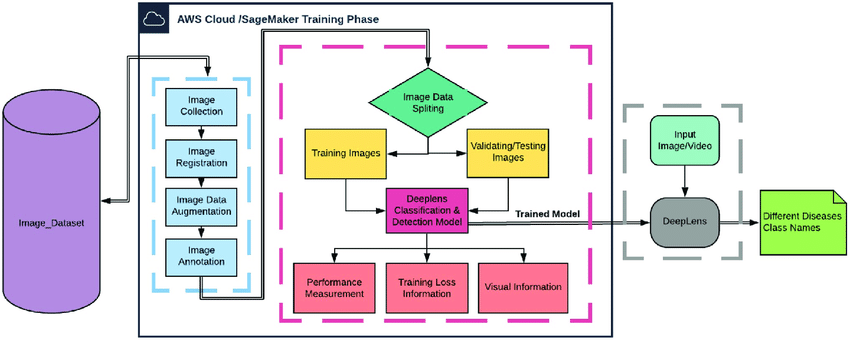 AWS Cloud /SageMaker Training Phase
Image_Dataset
Image
Collection
Image
Registration
Image Data
Augmentation
Image
Annotation
Image Data
Spliting
Training Images
Validating/Testing
Images
Deeplens
Classification &
Detection Model
Trained Model
Performance
Measurement
Training Loss
Information
Visual Information
Input
Image/Video
DeepLens
Different Diseases
Class Names